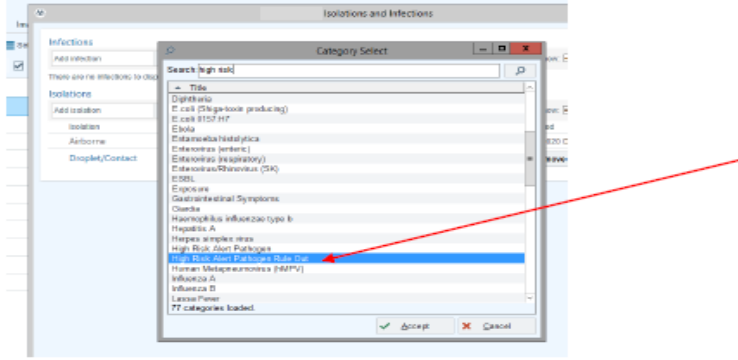 Isolations and Infections
Infections
Add infection
Category Select
Search: high risk
There are no infections to disp
Title
Isolations
Add isolation
Isolation
Airborne
Droplet/Contact
Diphtheria
E.coli (Shiga-toxin producing)
E.coli 0157 H7
Ebola
Entamoeba histolytica
Enterovirus (enteric)
Enterovirus (respiratory)
Enterovirus/Rhinovirus (SK)
ESBL
Exposure
Gastrointestinal Symptoms
Giardia
Haemophilus influenzae type b
Hepatitis A
Herpes simplex virus
High Risk Alert Pathogen
High Risk Alert Pathogen Rule Out
Human Metapneumovirus (HMPV)
Influenza A
Influenza B
Lassa Fever
77 categories loaded.
Accept
Cancel